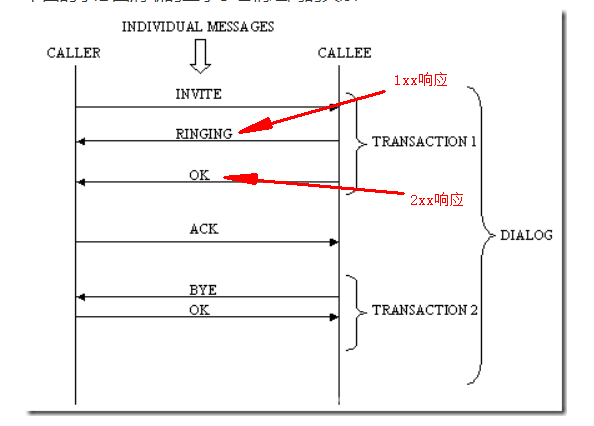 INDIVIDUAL MESSAGES
CALLER
CALLEE
1xx响应
INVITE
RINGING
TRANSACTION 1
OK
2xx响应
ACK
DIALOG
BYE
OK
TRANSACTION 2